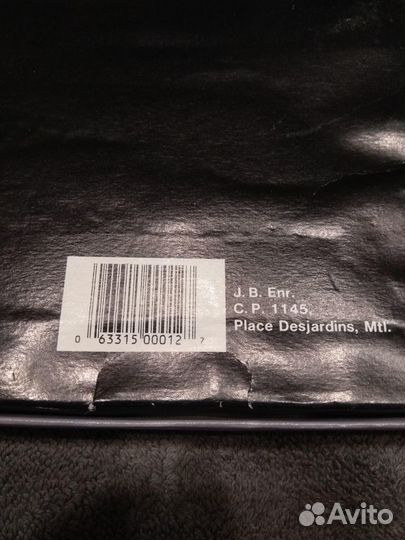 J. B. Enr.
C. P. 1145,
Place Desjardins, Mtl.
0 63315 00012 7
Avito